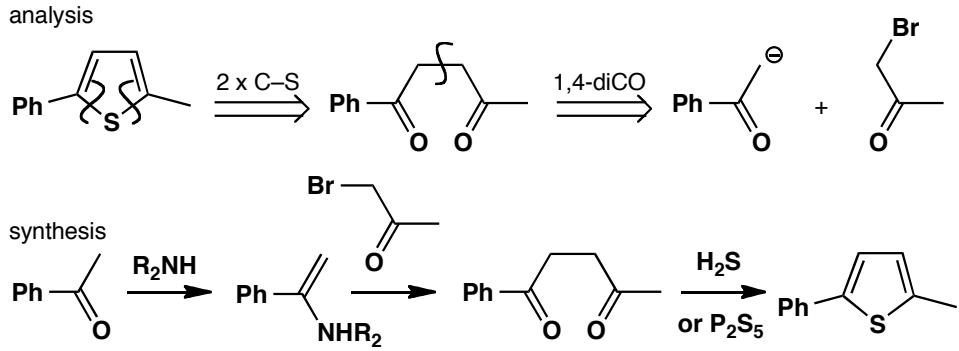 analysis
Br
Ph S 2 x C–S Ph O O 1,4-diCO Ph O ⊖ + O
Br
synthesis
O
Ph O R₂NH Ph NHR₂ Ph O O H₂S Ph S
or P₂S₅